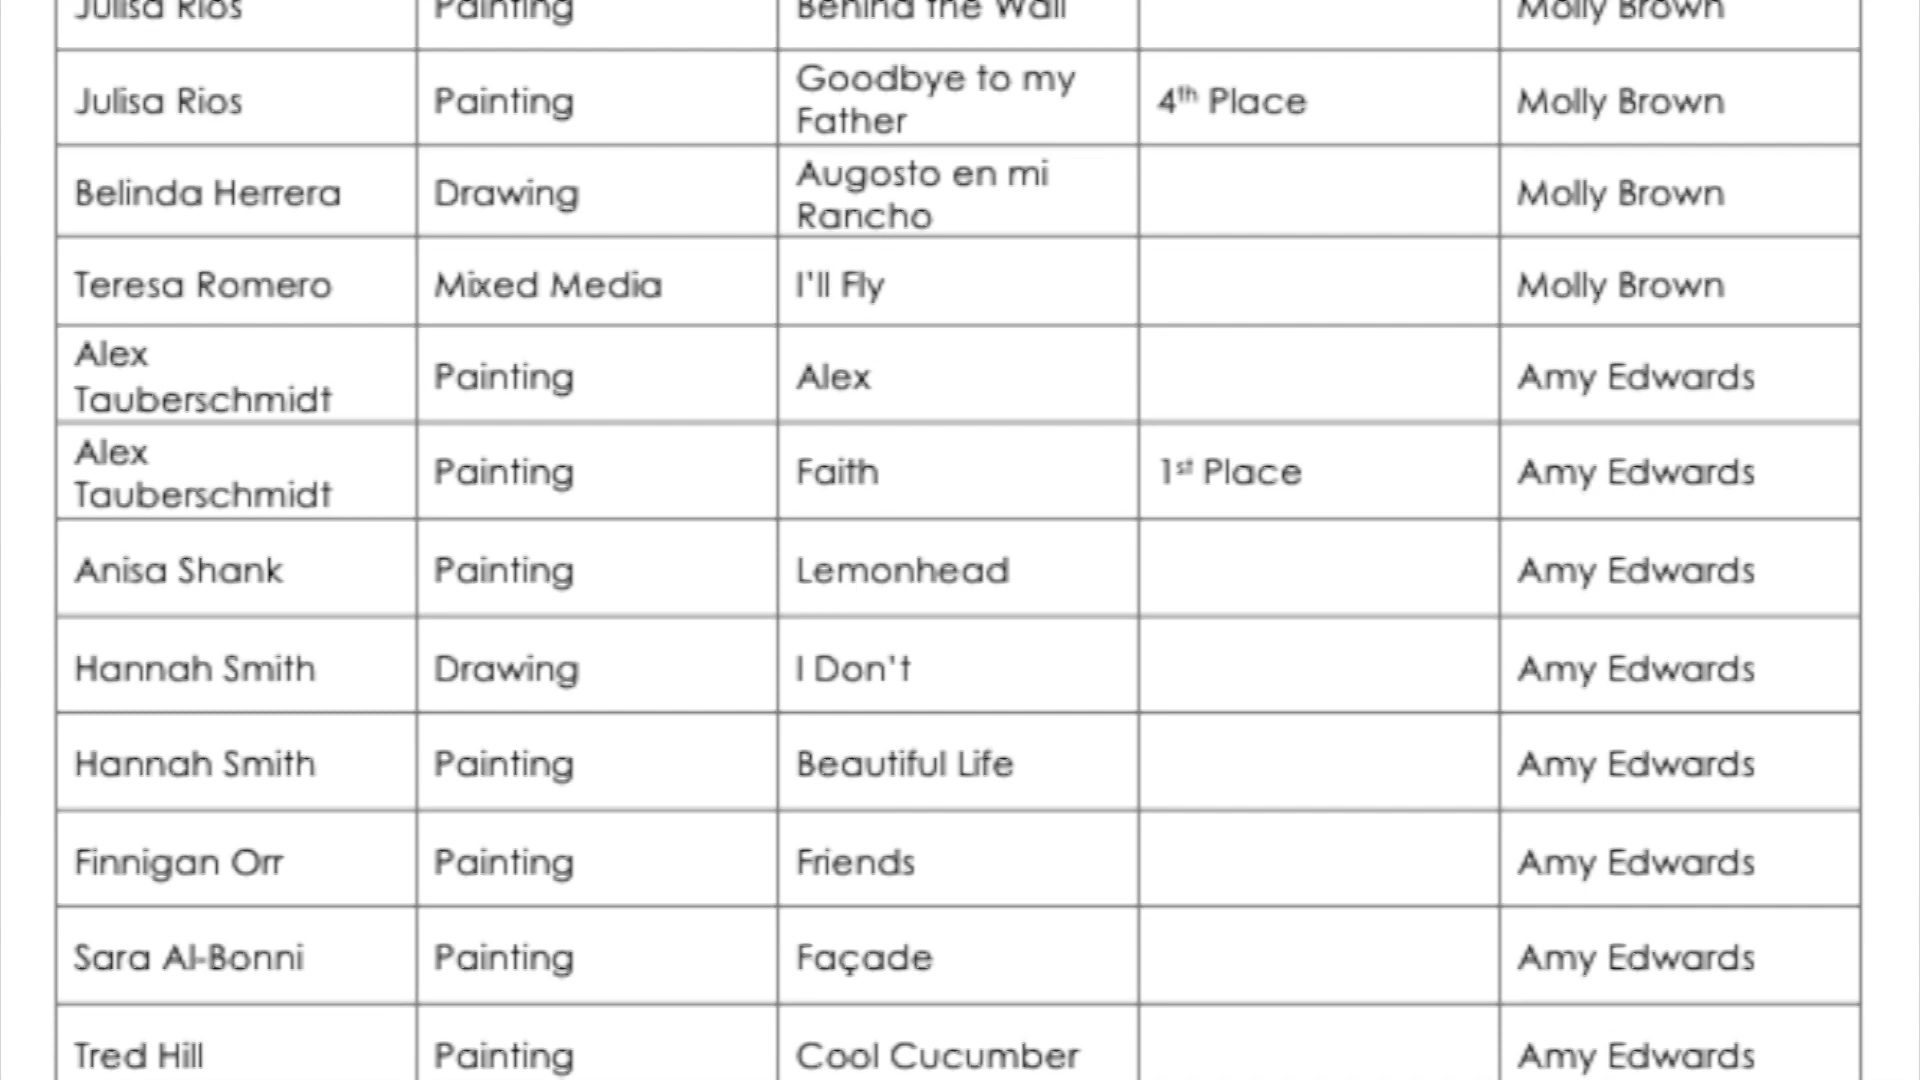 Julisa Rios Painting Behind the Wall Molly Brown
Julisa Rios Painting Goodbye to my Father 4th Place Molly Brown
Belinda Herrera Drawing Augosto en mi Rancho Molly Brown
Teresa Romero Mixed Media I'll Fly Molly Brown
Alex Tauberschmidt Painting Alex Amy Edwards
Alex Tauberschmidt Painting Faith 1st Place Amy Edwards
Anisa Shank Painting Lemonhead Amy Edwards
Hannah Smith Drawing I Don't Amy Edwards
Hannah Smith Painting Beautiful Life Amy Edwards
Finnigan Orr Painting Friends Amy Edwards
Sara Al-Bonni Painting Façade Amy Edwards
Tred Hill Painting Cool Cucumber Amy Edwards